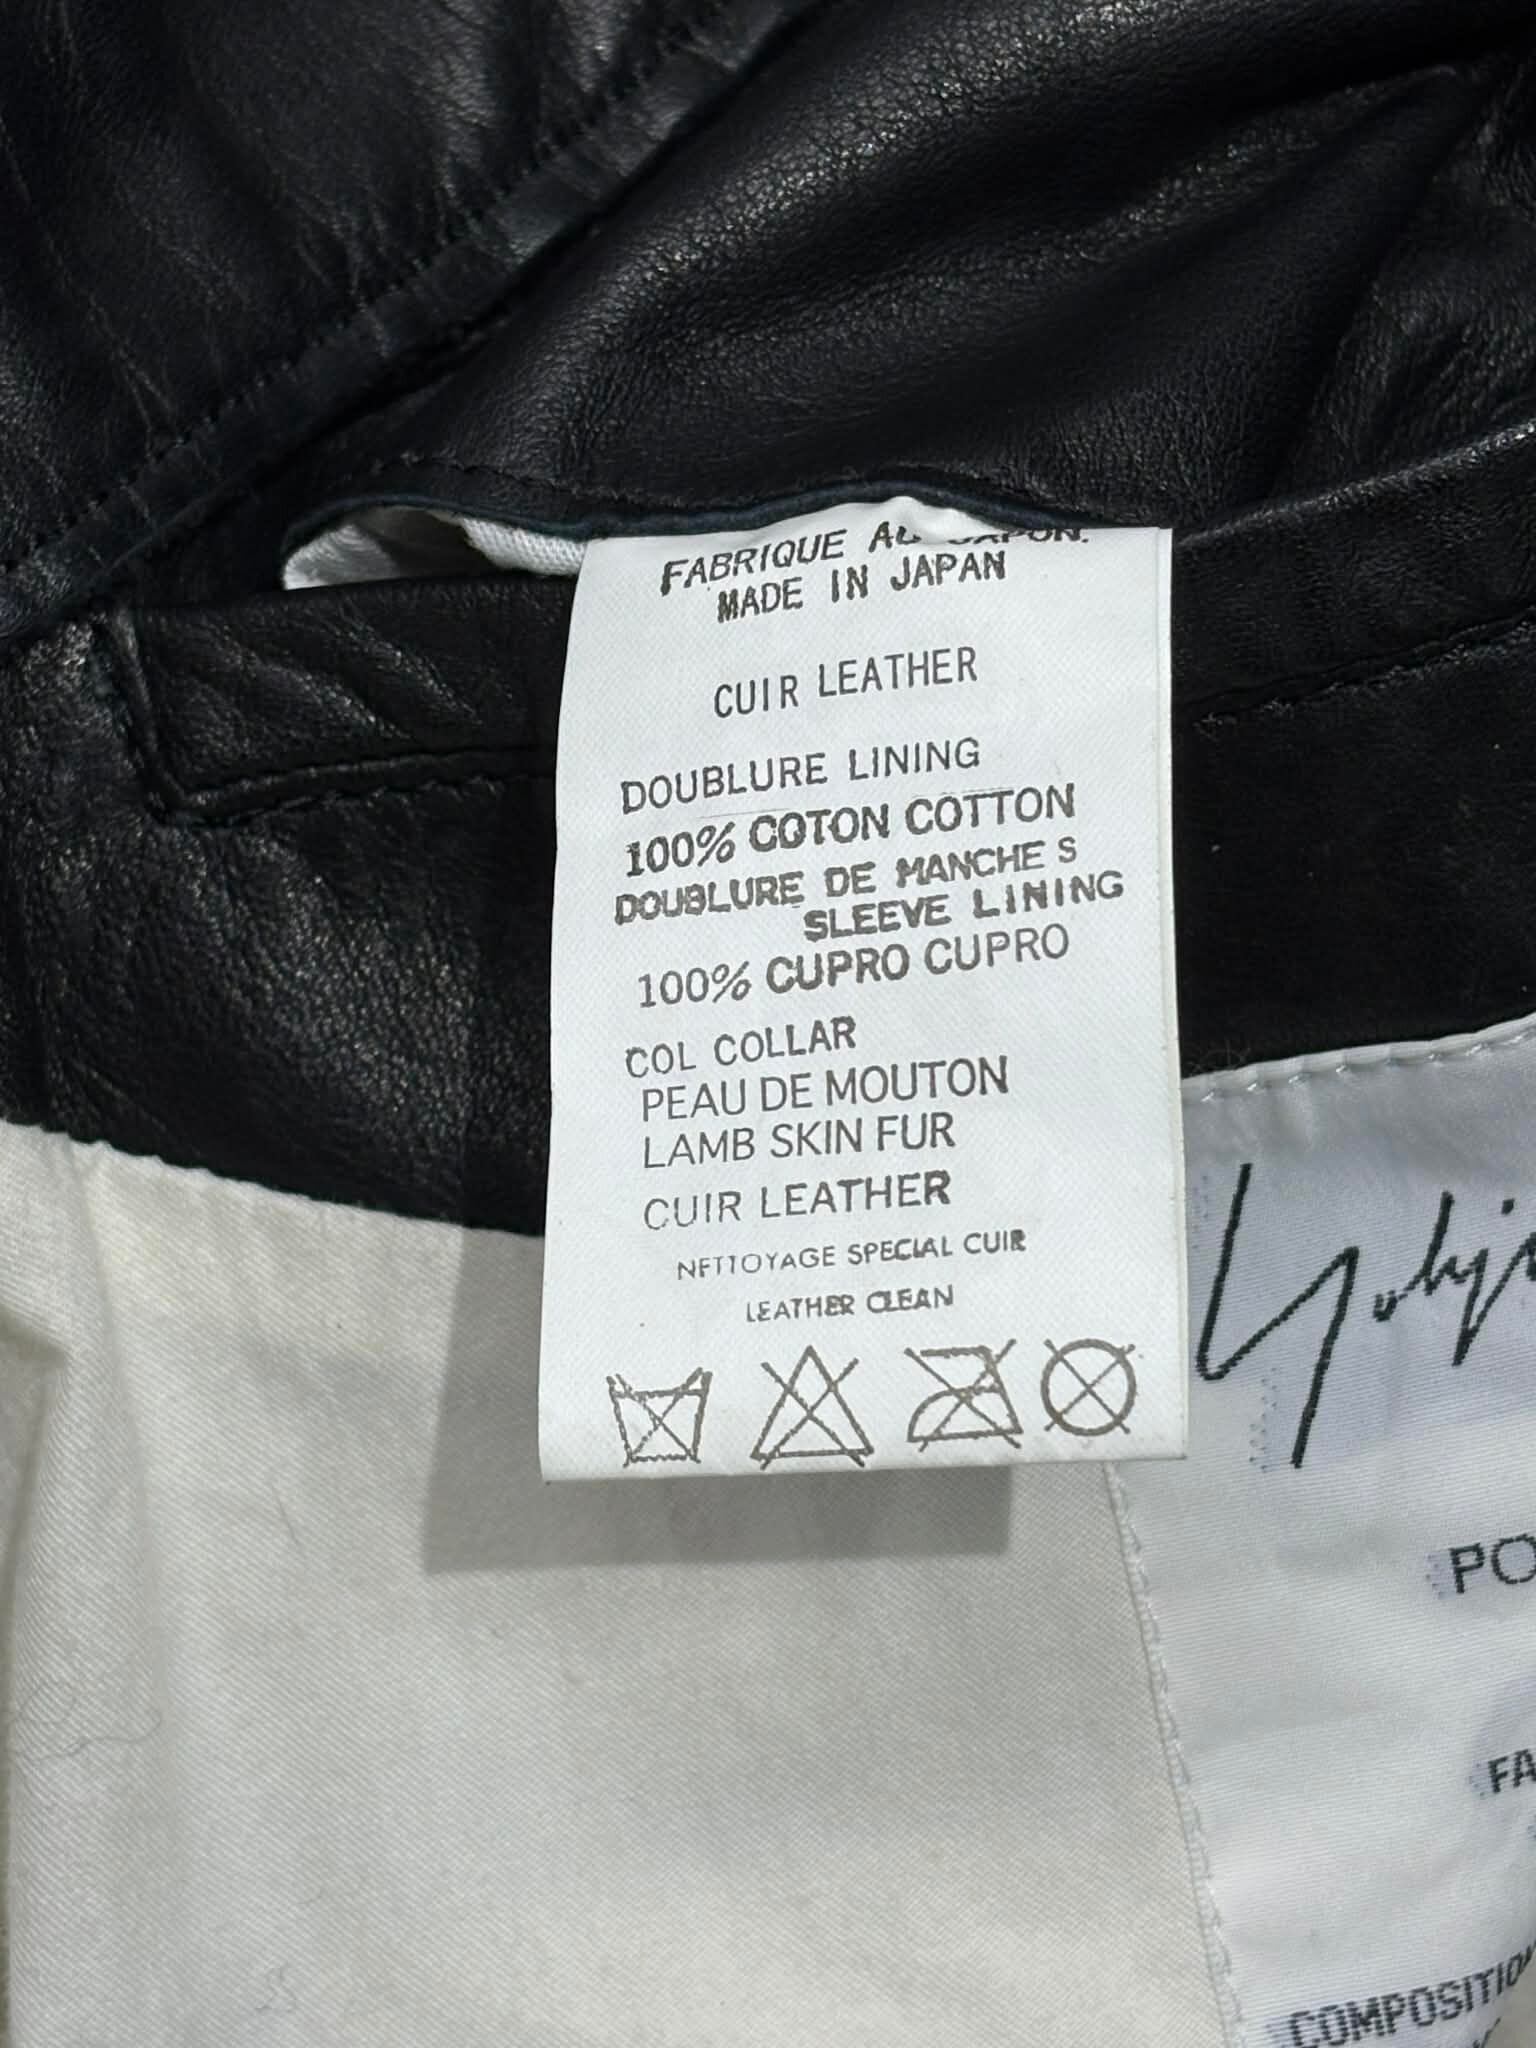 FABRIQUE AU JAPON.
MADE IN JAPAN
CUIR LEATHER
DOUBLURE LINING
100% COTON COTTON
DOUBLURE DE MANCHE S
SLEEVE LINING
100% CUPRO CUPRO
COL COLLAR
PEAU DE MOUTON
LAMB SKIN FUR
CUIR LEATHER
NETTOYAGE SPECIAL CUIR
LEATHER CLEAN
Yohji
PO
FA
COMPOSITION